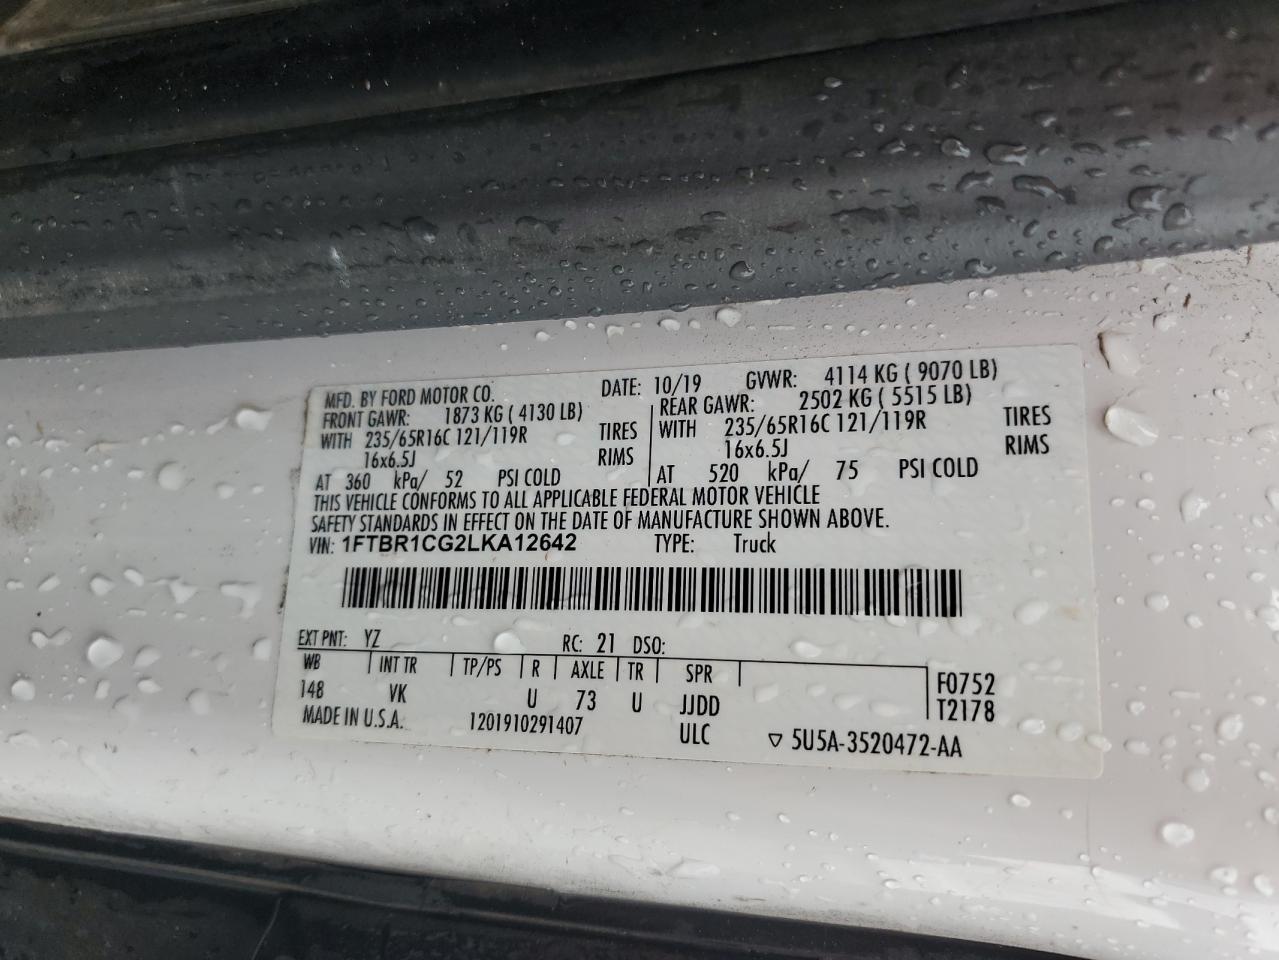 MFD. BY FORD MOTOR CO. DATE: 10/19 GVWR: 4114 KG ( 9070 LB)
FRONT GAWR: 1873 KG ( 4130 LB) REAR GAWR: 2502 KG ( 5515 LB)
WITH 235/65R16C 121/119R TIRES WITH 235/65R16C 121/119R TIRES
16x6.5J RIMS 16x6.5J RIMS
AT 360 kPa/ 52 PSI COLD AT 520 kPa/ 75 PSI COLD
THIS VEHICLE CONFORMS TO ALL APPLICABLE FEDERAL MOTOR VEHICLE
SAFETY STANDARDS IN EFFECT ON THE DATE OF MANUFACTURE SHOWN ABOVE.
VIN: 1FTBR1CG2LKA12642 TYPE: Truck
EXT PNT: YZ RC: 21 DSO:
WB INT TR TP/PS R AXLE TR SPR F0752
148 VK U 73 U JJDD T2178
MADE IN U.S.A. 1201910291407 ULC ▽ 5U5A-3520472-AA